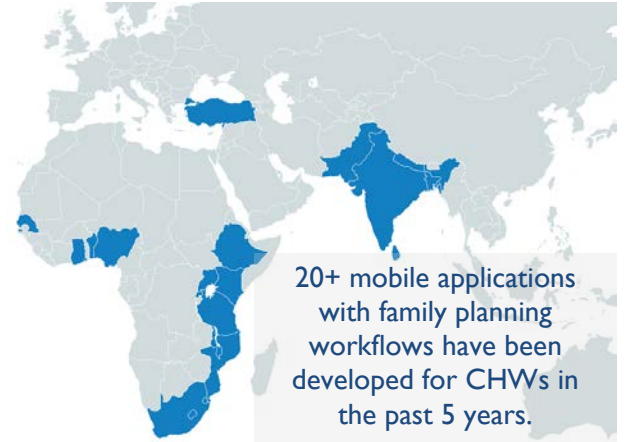 20+ mobile applications
with family planning
workflows have been
developed for CHWs in
the past 5 years.